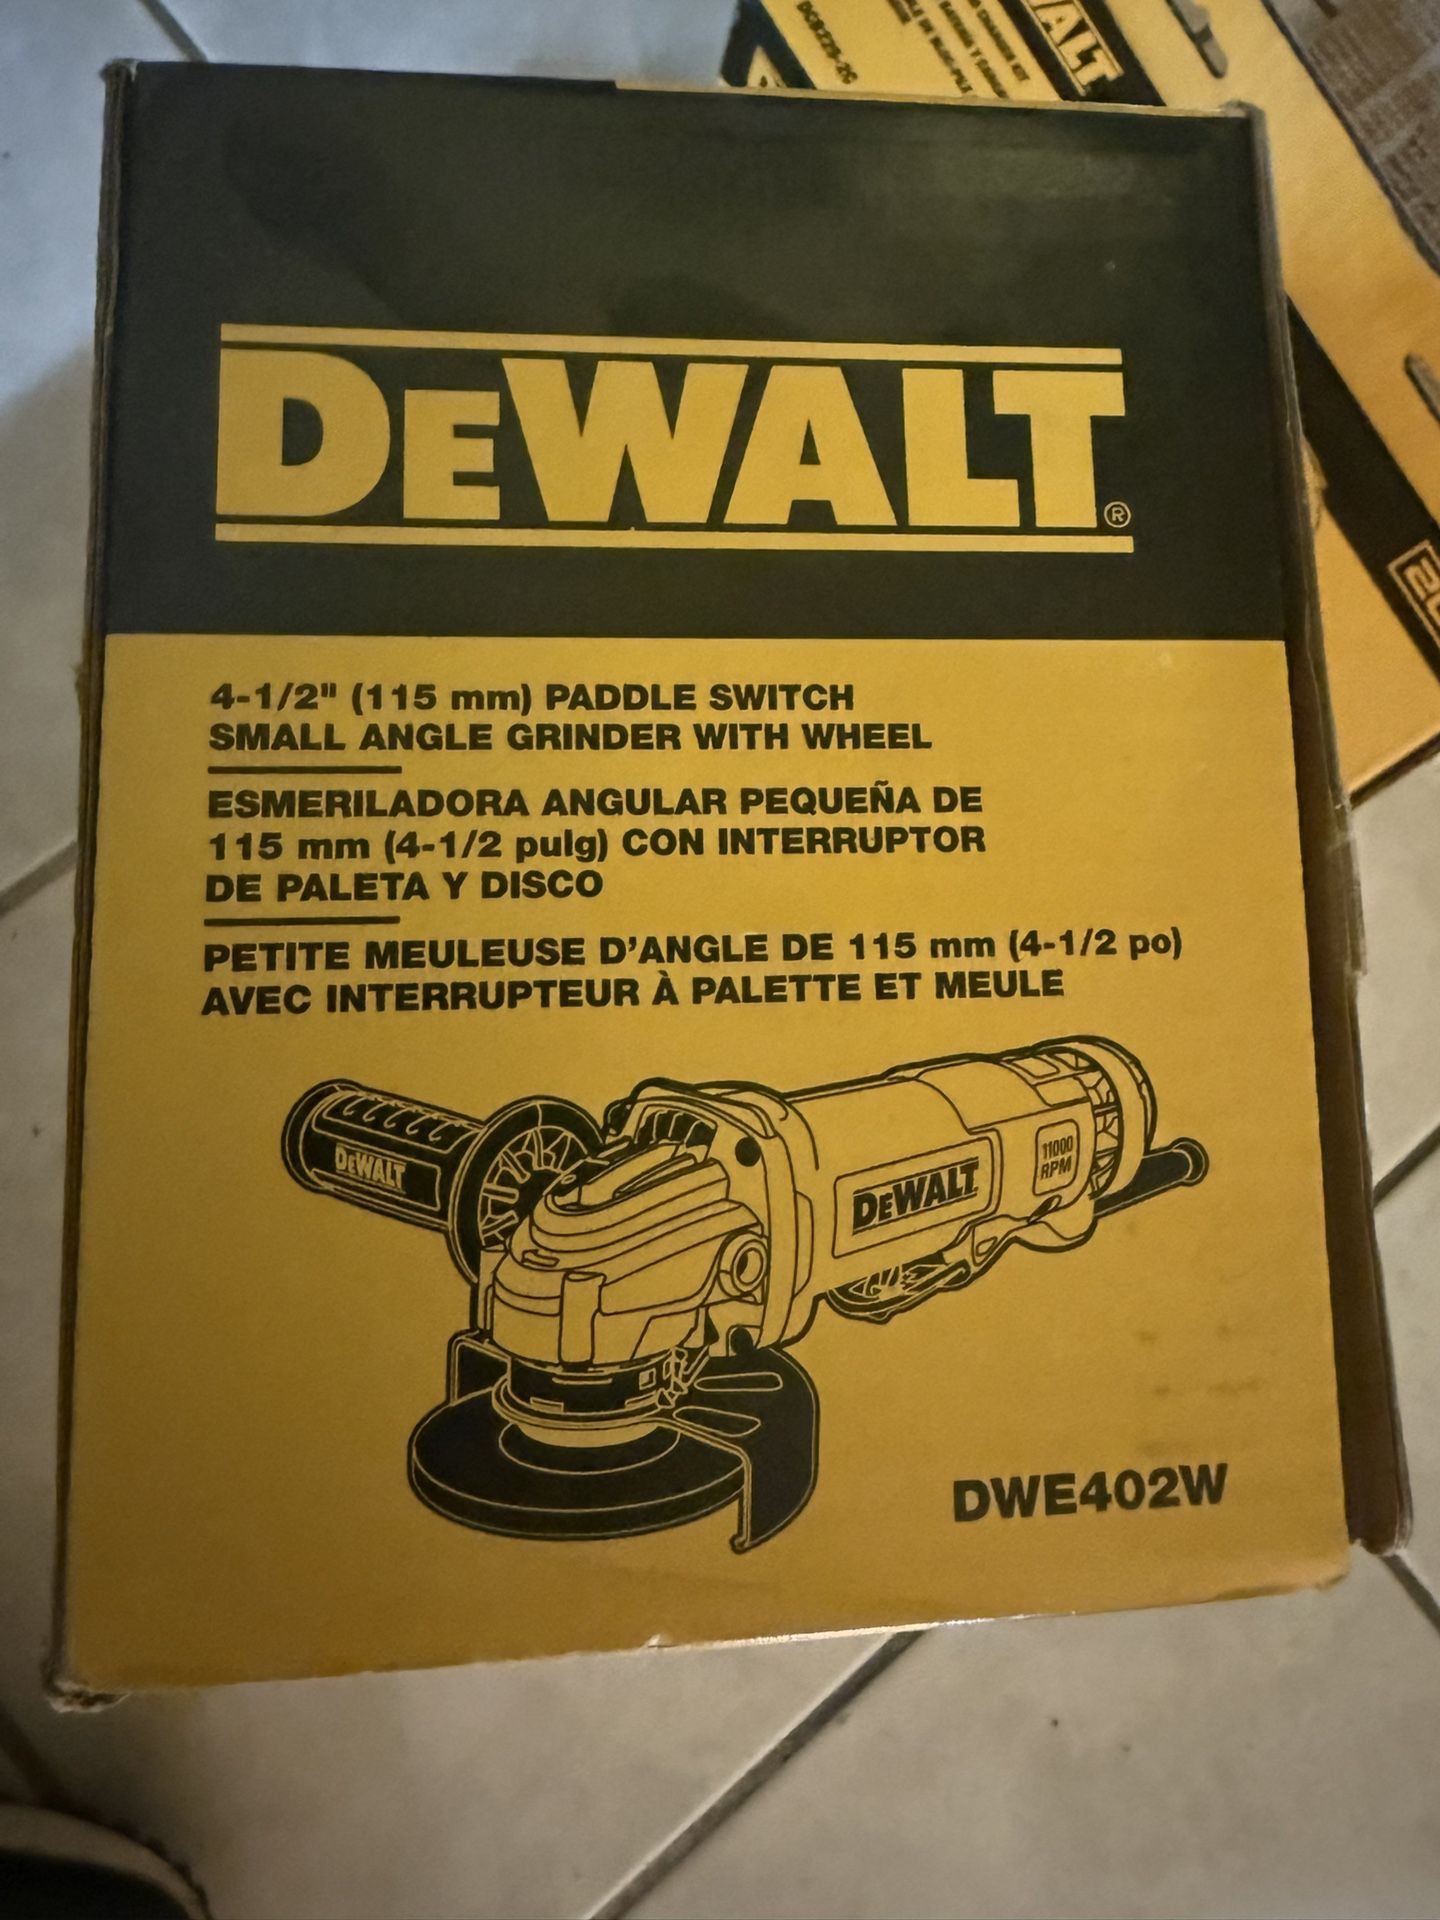 DCB226-2C
DEWALT®
4-1/2" (115 mm) PADDLE SWITCH
SMALL ANGLE GRINDER WITH WHEEL
ESMERILADORA ANGULAR PEQUEÑA DE
115 mm (4-1/2 pulg) CON INTERRUPTOR
DE PALETA Y DISCO
PETITE MEULEUSE D'ANGLE DE 115 mm (4-1/2 po)
AVEC INTERRUPTEUR À PALETTE ET MEULE
DEWALT
DEWALT
11000
RPM
DWE402W